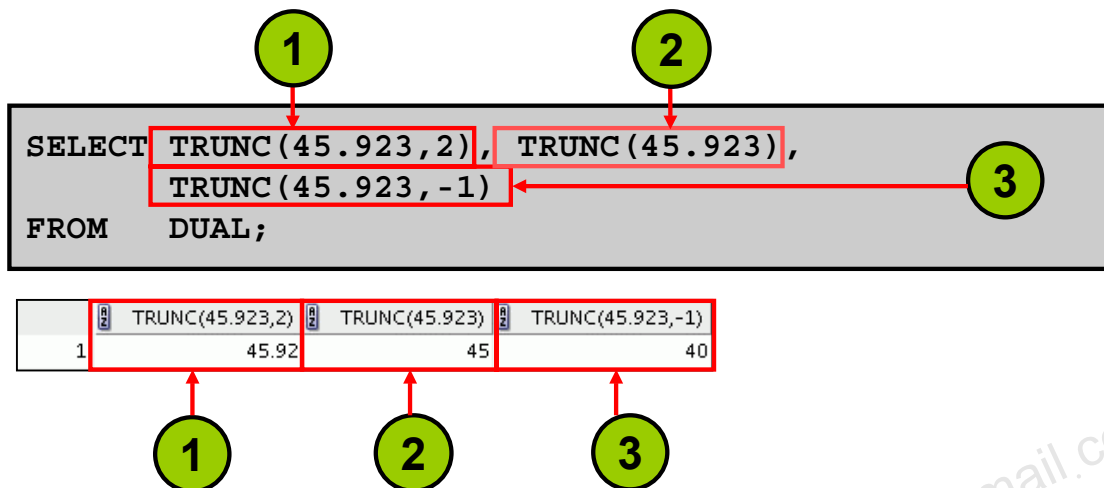 1
2
SELECT TRUNC(45.923,2), TRUNC(45.923),
TRUNC(45.923,-1)
3
FROM DUAL;
TRUNC(45.923,2) TRUNC(45.923) TRUNC(45.923,-1)
1 45.92 45 40
1
2
3